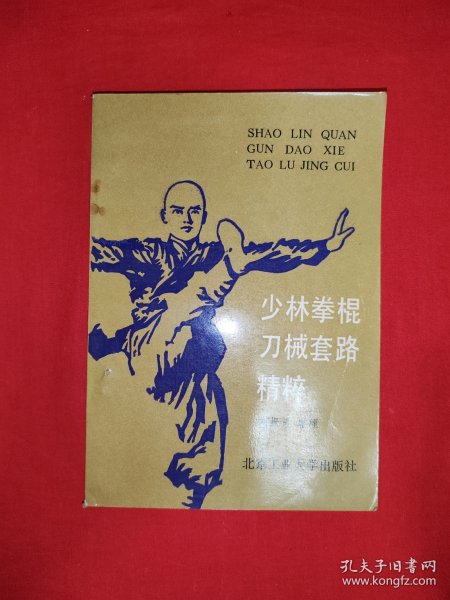 SHAO LIN QUAN
GUN DAO XIE
TAO LU JING CUI
少林拳棍
刀械套路
精粹
北京工业大学出版社
孔夫子旧书网
www.kongfz.com